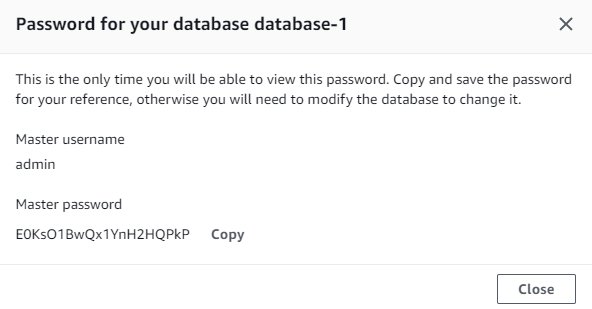 Password for your database database-1
This is the only time you will be able to view this password. Copy and save the password
for your reference, otherwise you will need to modify the database to change it.
Master username
admin
Master password
E0KsO1BwQx1YnH2HQPkP Copy
Close